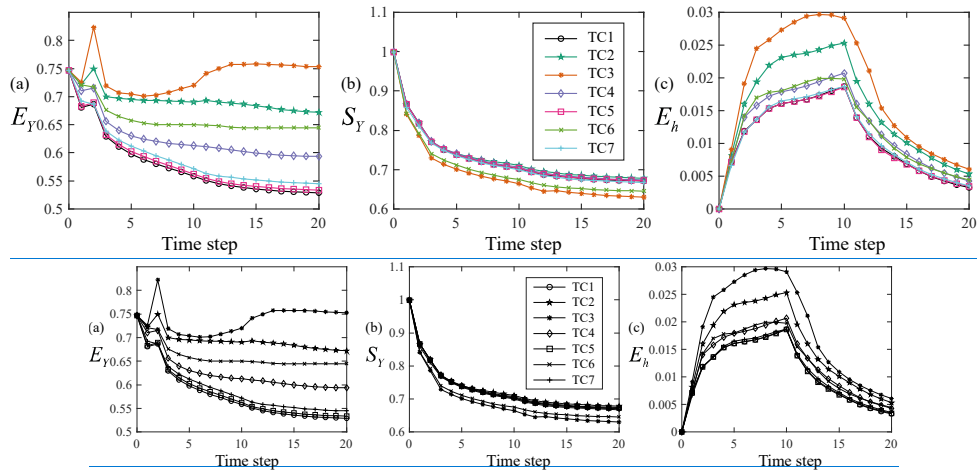 (a)
E_Y
0.8
0.75
0.7
0.65
0.6
0.55
0.5
0 5 10 15 20
Time step
(b)
S_Y
1.1
1
0.9
0.8
0.7
0.6
0 5 10 15 20
Time step
TC1
TC2
TC3
TC4
TC5
TC6
TC7
(c)
E_h
0.03
0.025
0.02
0.015
0.01
0.005
0
0 5 10 15 20
Time step
(a)
E_Y
0.8
0.75
0.7
0.65
0.6
0.55
0.5
0 5 10 15 20
Time step
(b)
S_Y
1.1
1
0.9
0.8
0.7
0.6
0 5 10 15 20
Time step
TC1
TC2
TC3
TC4
TC5
TC6
TC7
(c)
E_h
0.03
0.025
0.02
0.015
0.01
0.005
0
0 5 10 15 20
Time step